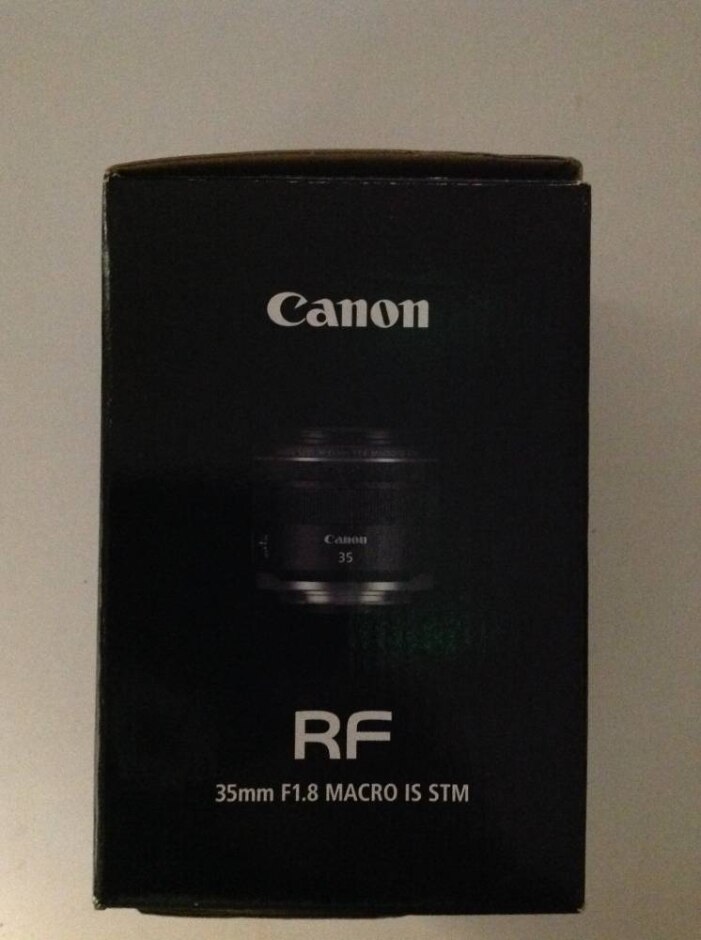 Canon
Canon
35
RF
35mm F1.8 MACRO IS STM